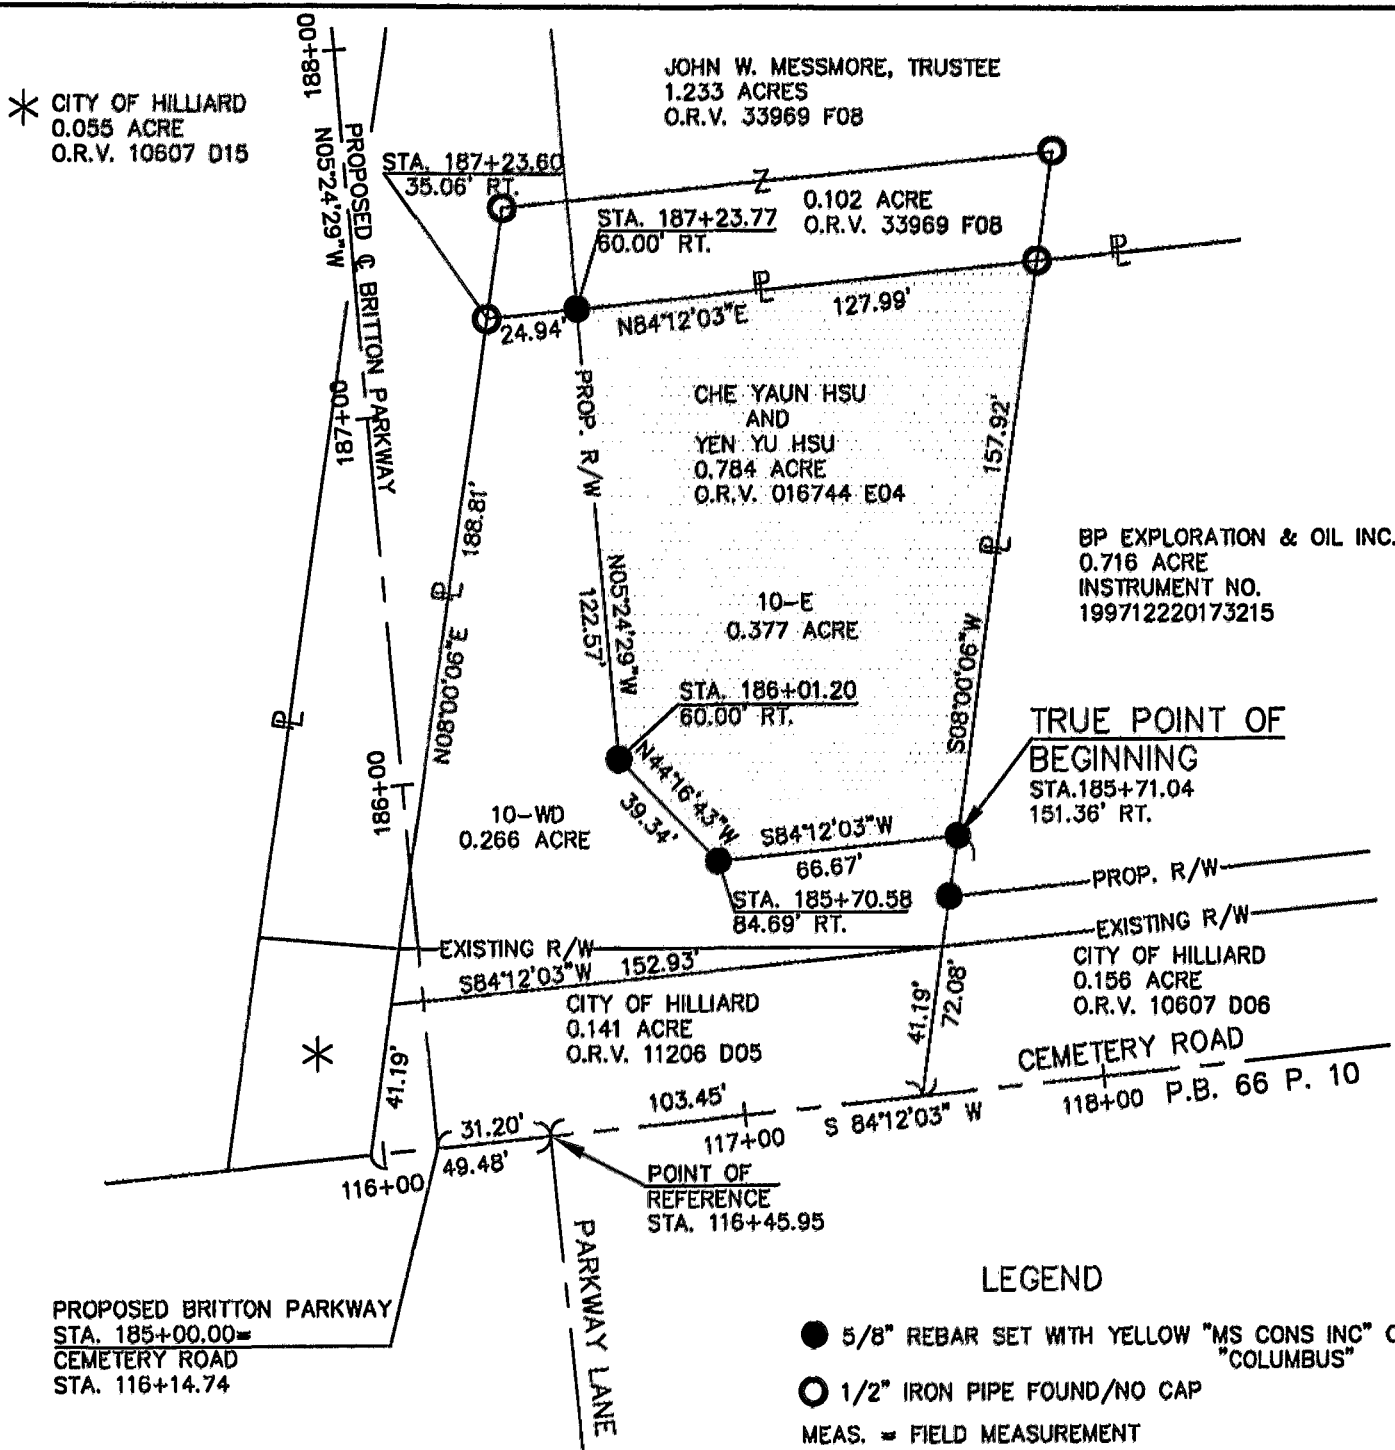 188+00
N05°24'29"W
PROPOSED ℄ BRITTON PARKWAY
CITY OF HILLIARD
0.055 ACRE
O.R.V. 10607 D15
JOHN W. MESSMORE, TRUSTEE
1.233 ACRES
O.R.V. 33969 F08
STA. 187+23.60
35.06' RT.
Z
0.102 ACRE
O.R.V. 33969 F08
STA. 187+23.77
60.00' RT.
PL
PL
24.94'
N84°12'03"E
127.99'
187+00
PROP. R/W
CHE YAUN HSU
AND
YEN YU HSU
0.784 ACRE
O.R.V. 016744 E04
157.92'
188.81'
PL
BP EXPLORATION & OIL INC.
0.716 ACRE
INSTRUMENT NO.
199712220173215
N05°24'29"W
122.57'
10-E
0.377 ACRE
PL
N08°00'06"E
S08°00'06"W
STA. 186+01.20
60.00' RT.
PL
TRUE POINT OF
BEGINNING
STA.185+71.04
151.36' RT.
186+00
N44°16'43"W
39.34'
10-WD
0.266 ACRE
S84°12'03"W
66.67'
STA. 185+70.58
84.69' RT.
PROP. R/W
EXISTING R/W
EXISTING R/W
S84°12'03"W 152.93'
CITY OF HILLIARD
0.156 ACRE
O.R.V. 10607 D06
CITY OF HILLIARD
0.141 ACRE
O.R.V. 11206 D05
41.19'
72.08'
41.19'
CEMETERY ROAD
P.B. 66 P. 10
118+00
S 84°12'03" W
103.45'
117+00
31.20'
49.48'
116+00
POINT OF
REFERENCE
STA. 116+45.95
PARKWAY LANE
PROPOSED BRITTON PARKWAY
STA. 185+00.00=
CEMETERY ROAD
STA. 116+14.74
LEGEND
5/8" REBAR SET WITH YELLOW "MS CONS INC" C
"COLUMBUS"
1/2" IRON PIPE FOUND/NO CAP
MEAS. = FIELD MEASUREMENT